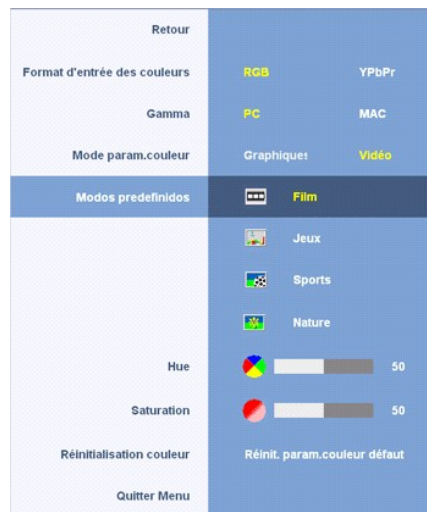 Retour
Format d'entrée des couleurs RGB YPbPr
Gamma PC MAC
Mode param.couleur Graphiques Vidéo
Modos predefinidos Film
Jeux
Sports
Nature
Hue 50
Saturation 50
Réinitialisation couleur Réinit. param.couleur défaut
Quitter Menu